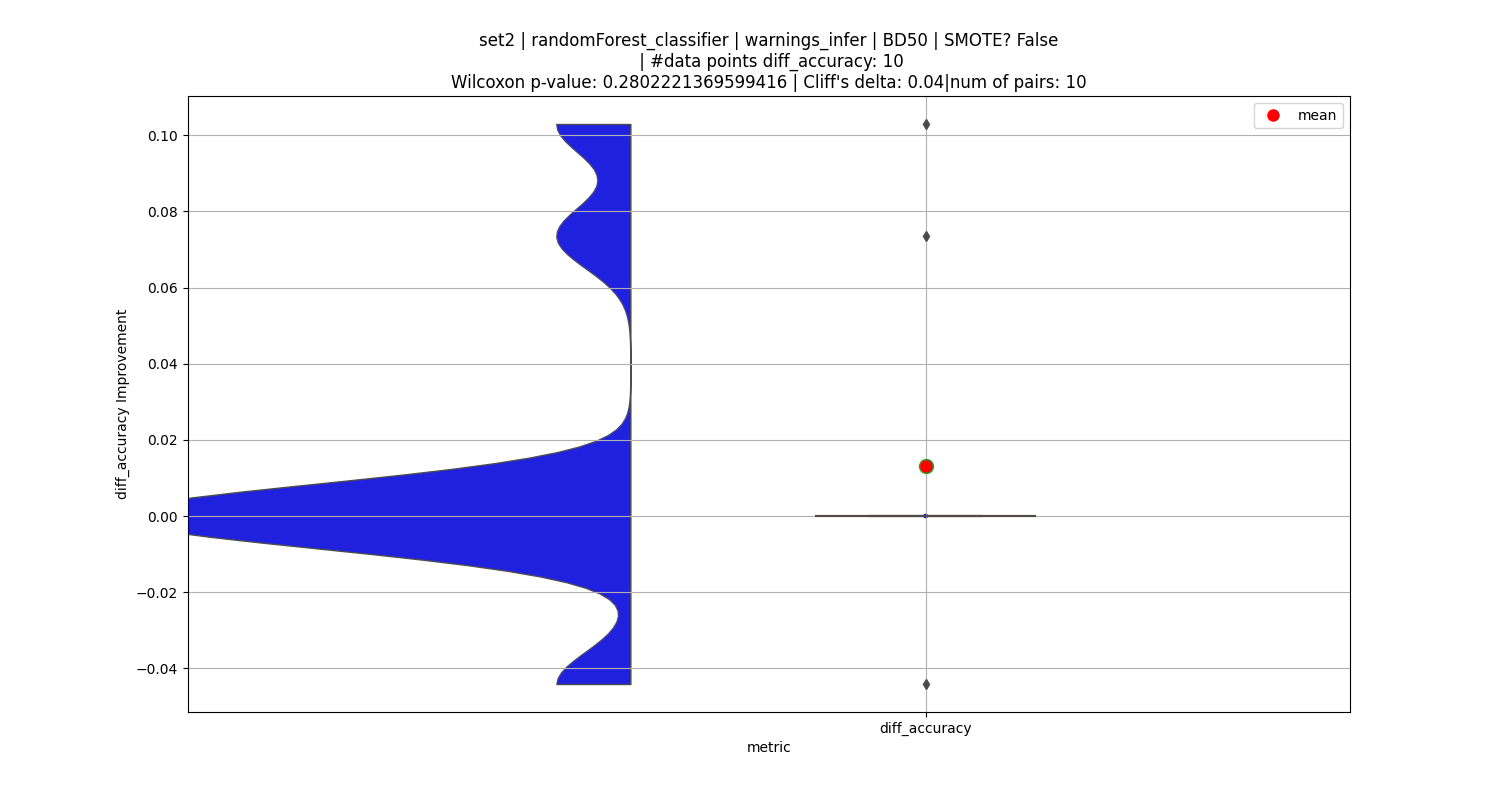 set2 | randomForest_classifier | warnings_infer | BD50 | SMOTE? False
| #data points diff_accuracy: 10
Wilcoxon p-value: 0.2802221369599416 | Cliff's delta: 0.04|num of pairs: 10
mean
0.10
0.08
0.06
0.04
0.02
0.00
−0.02
−0.04
diff_accuracy Improvement
diff_accuracy
metric